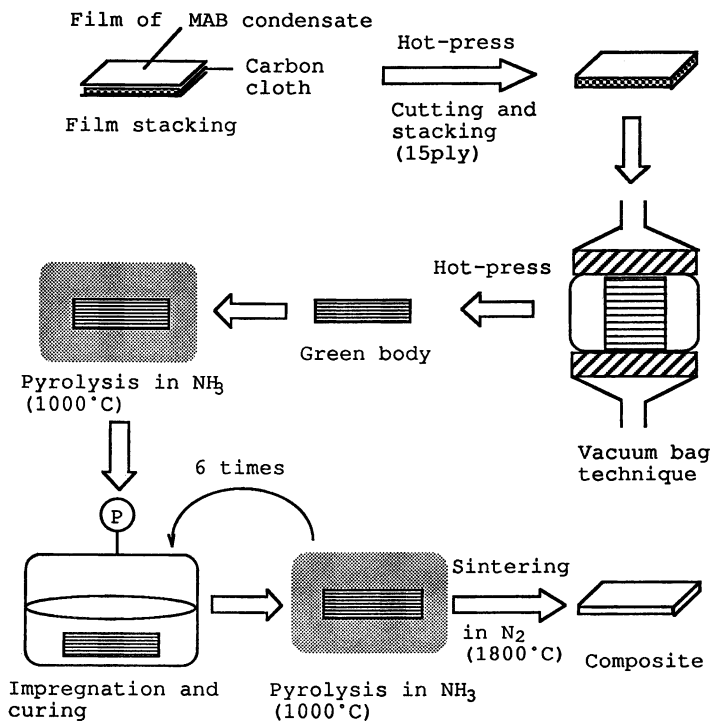 Film of MAB condensate
Carbon
cloth
Film stacking
Hot-press
Cutting and
stacking
(15ply)
Vacuum bag
technique
Hot-press
Green body
Pyrolysis in NH3
(1000°C)
P
6 times
Impregnation and
curing
Pyrolysis in NH3
(1000°C)
Sintering
in N2
(1800°C)
Composite